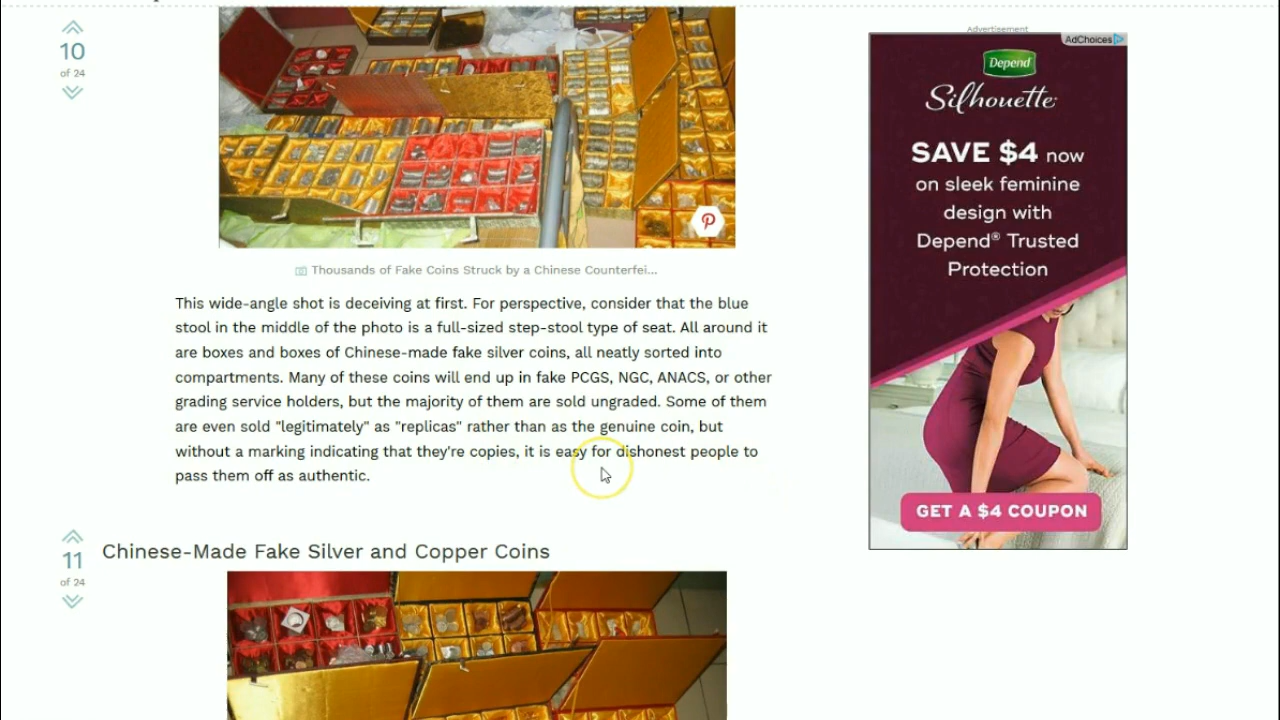 10
of 24
Thousands of Fake Coins Struck by a Chinese Counterfei...
This wide-angle shot is deceiving at first. For perspective, consider that the blue
stool in the middle of the photo is a full-sized step-stool type of seat. All around it
are boxes and boxes of Chinese-made fake silver coins, all neatly sorted into
compartments. Many of these coins will end up in fake PCGS, NGC, ANACS, or other
grading service holders, but the majority of them are sold ungraded. Some of them
are even sold "legitimately" as "replicas" rather than as the genuine coin, but
without a marking indicating that they're copies, it is easy for dishonest people to
pass them off as authentic.
11
of 24
Chinese-Made Fake Silver and Copper Coins
Advertisement
AdChoices
Depend
Silhouette
SAVE $4 now
on sleek feminine
design with
Depend® Trusted
Protection
GET A $4 COUPON